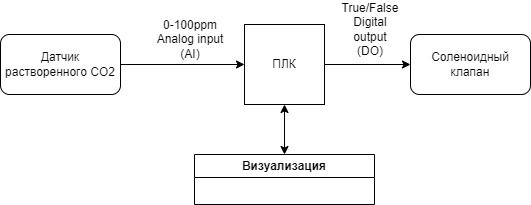 0-100ppm
Analog input
(AI)
True/False
Digital
output
(DO)
Датчик
растворенного CO2
ПЛК
Соленоидный
клапан
Визуализация